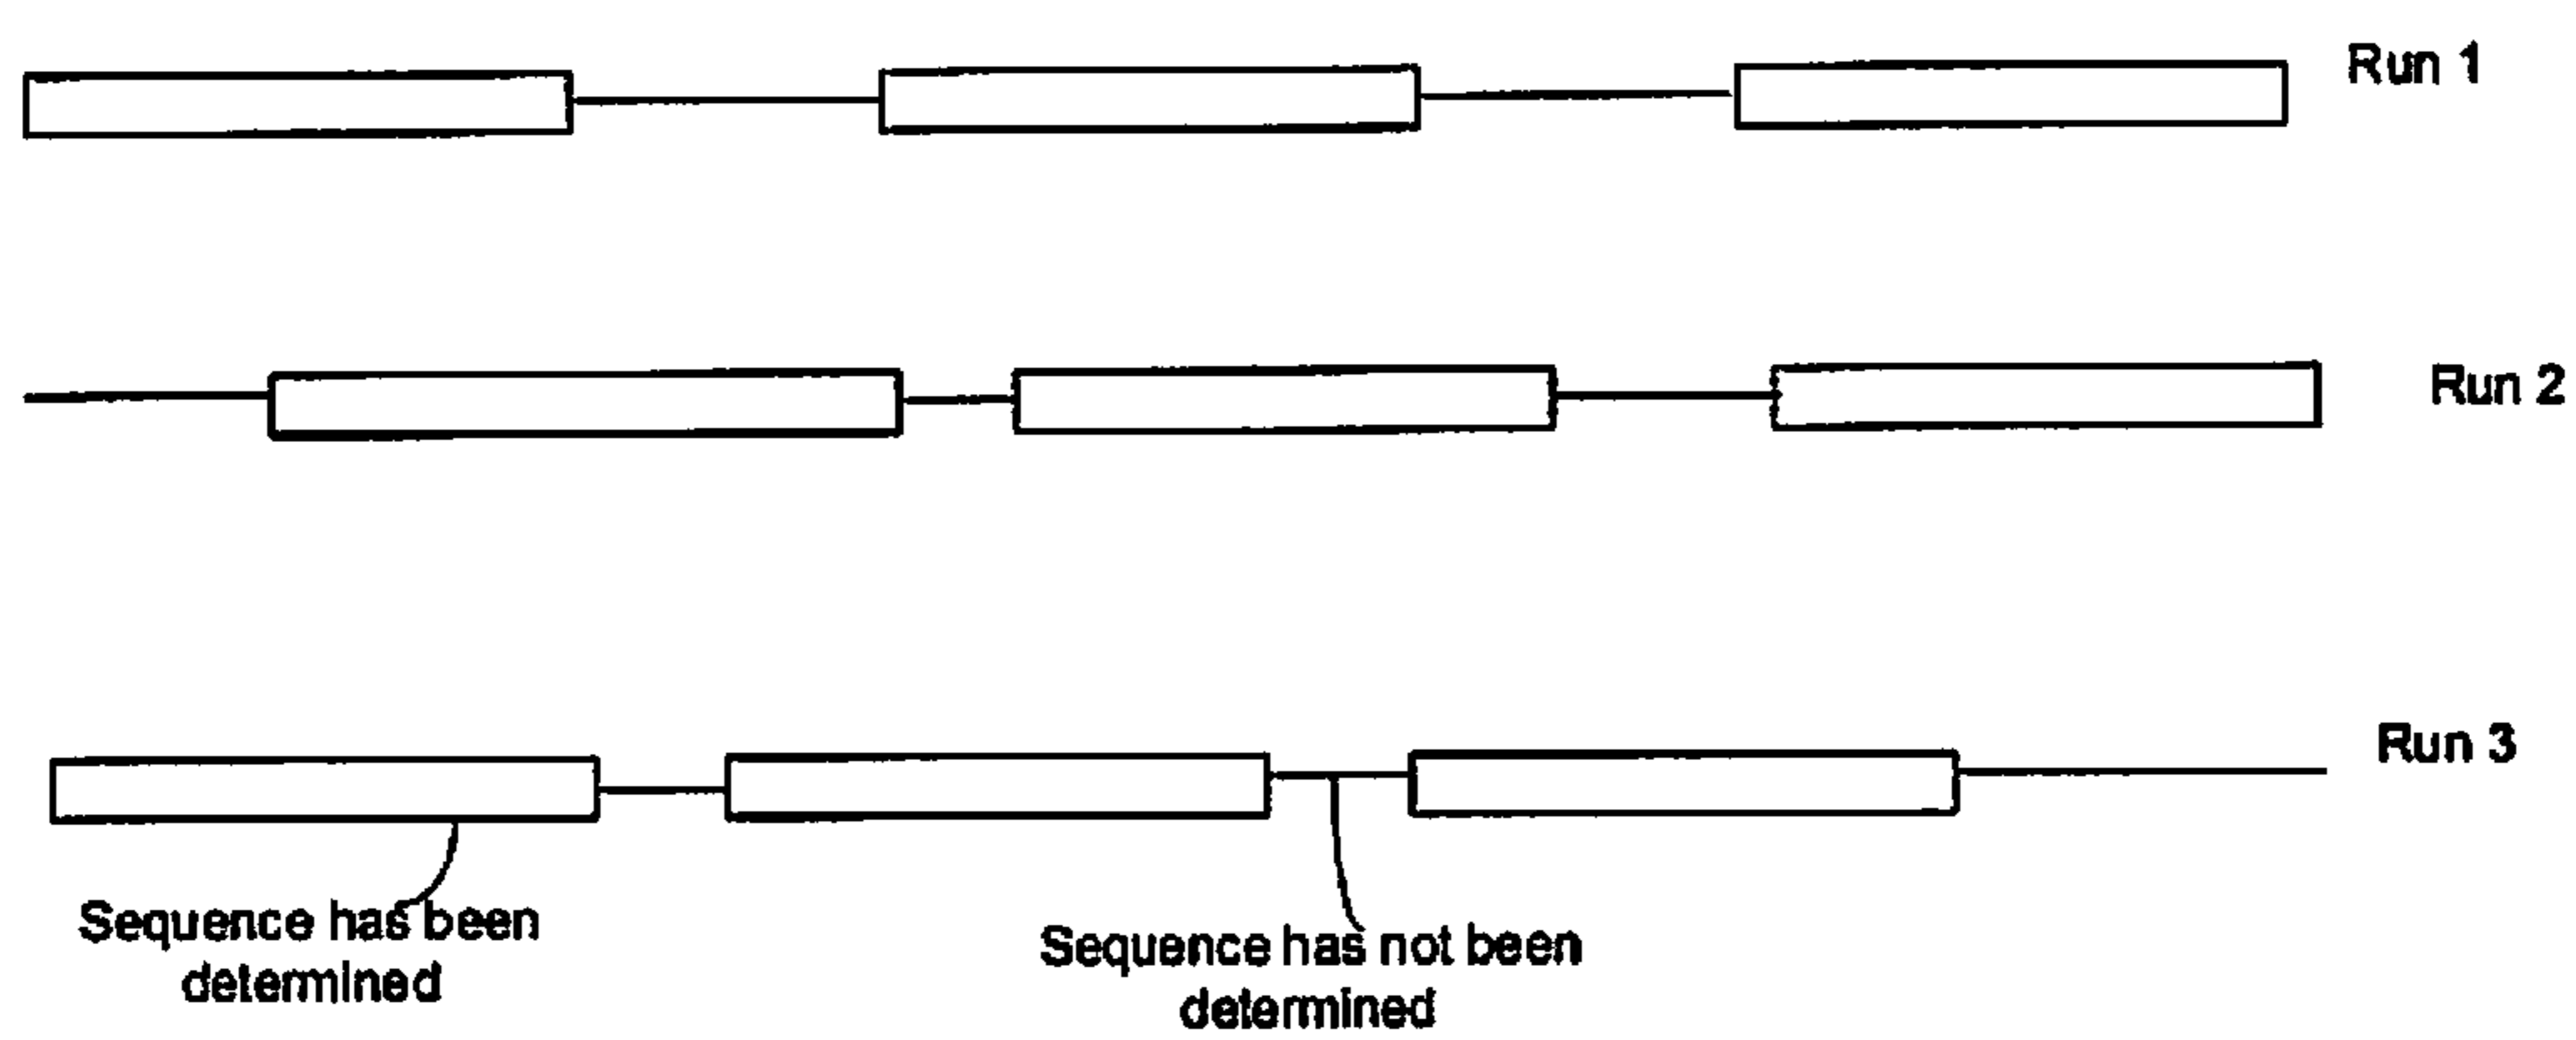 Run 1
Run 2
Run 3
Sequence has been
determined
Sequence has not been
determined